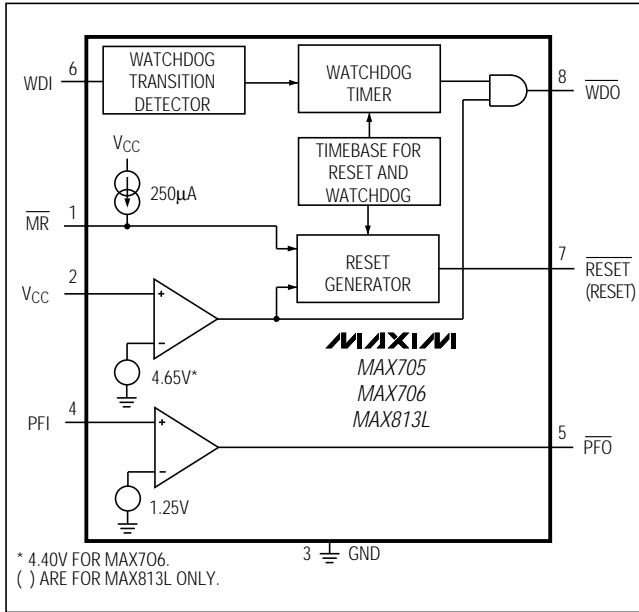 WDI
6
WATCHDOG
TRANSITION
DETECTOR
WATCHDOG
TIMER
8
WDO
VCC
250µA
TIMEBASE FOR
RESET AND
WATCHDOG
MR
1
RESET
GENERATOR
7
RESET
(RESET)
VCC
2
+
−
4.65V*
MAXIM
MAX705
MAX706
MAX813L
PFI
4
+
−
1.25V
5
PFO
3
GND
* 4.40V FOR MAX706.
( ) ARE FOR MAX813L ONLY.